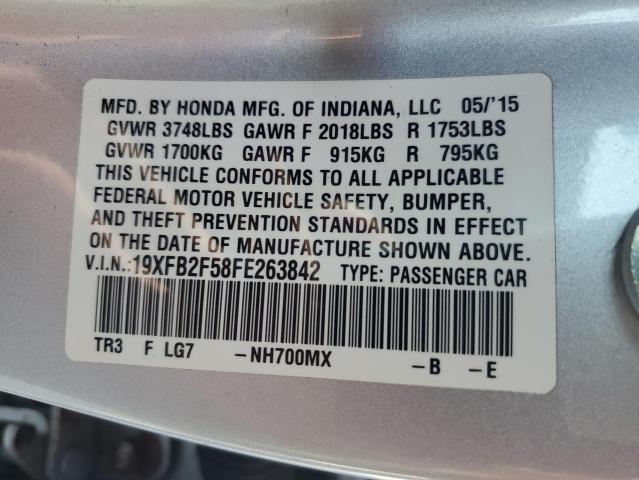 MFD. BY HONDA MFG. OF INDIANA, LLC 05/'15
GVWR 3748LBS GAWR F 2018LBS R 1753LBS
GVWR 1700KG GAWR F 915KG R 795KG
THIS VEHICLE CONFORMS TO ALL APPLICABLE
FEDERAL MOTOR VEHICLE SAFETY, BUMPER,
AND THEFT PREVENTION STANDARDS IN EFFECT
ON THE DATE OF MANUFACTURE SHOWN ABOVE.
V.I.N.:19XFB2F58FE263842 TYPE: PASSENGER CAR
TR3 F LG7 -NH700MX -B -E